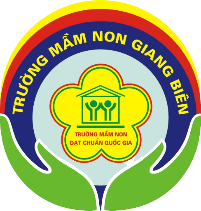 TRƯỜNG MẦM NON GIANG BIÊN
TRƯỜNG MẦM NON
ĐẠT CHUẨN QUỐC GIA